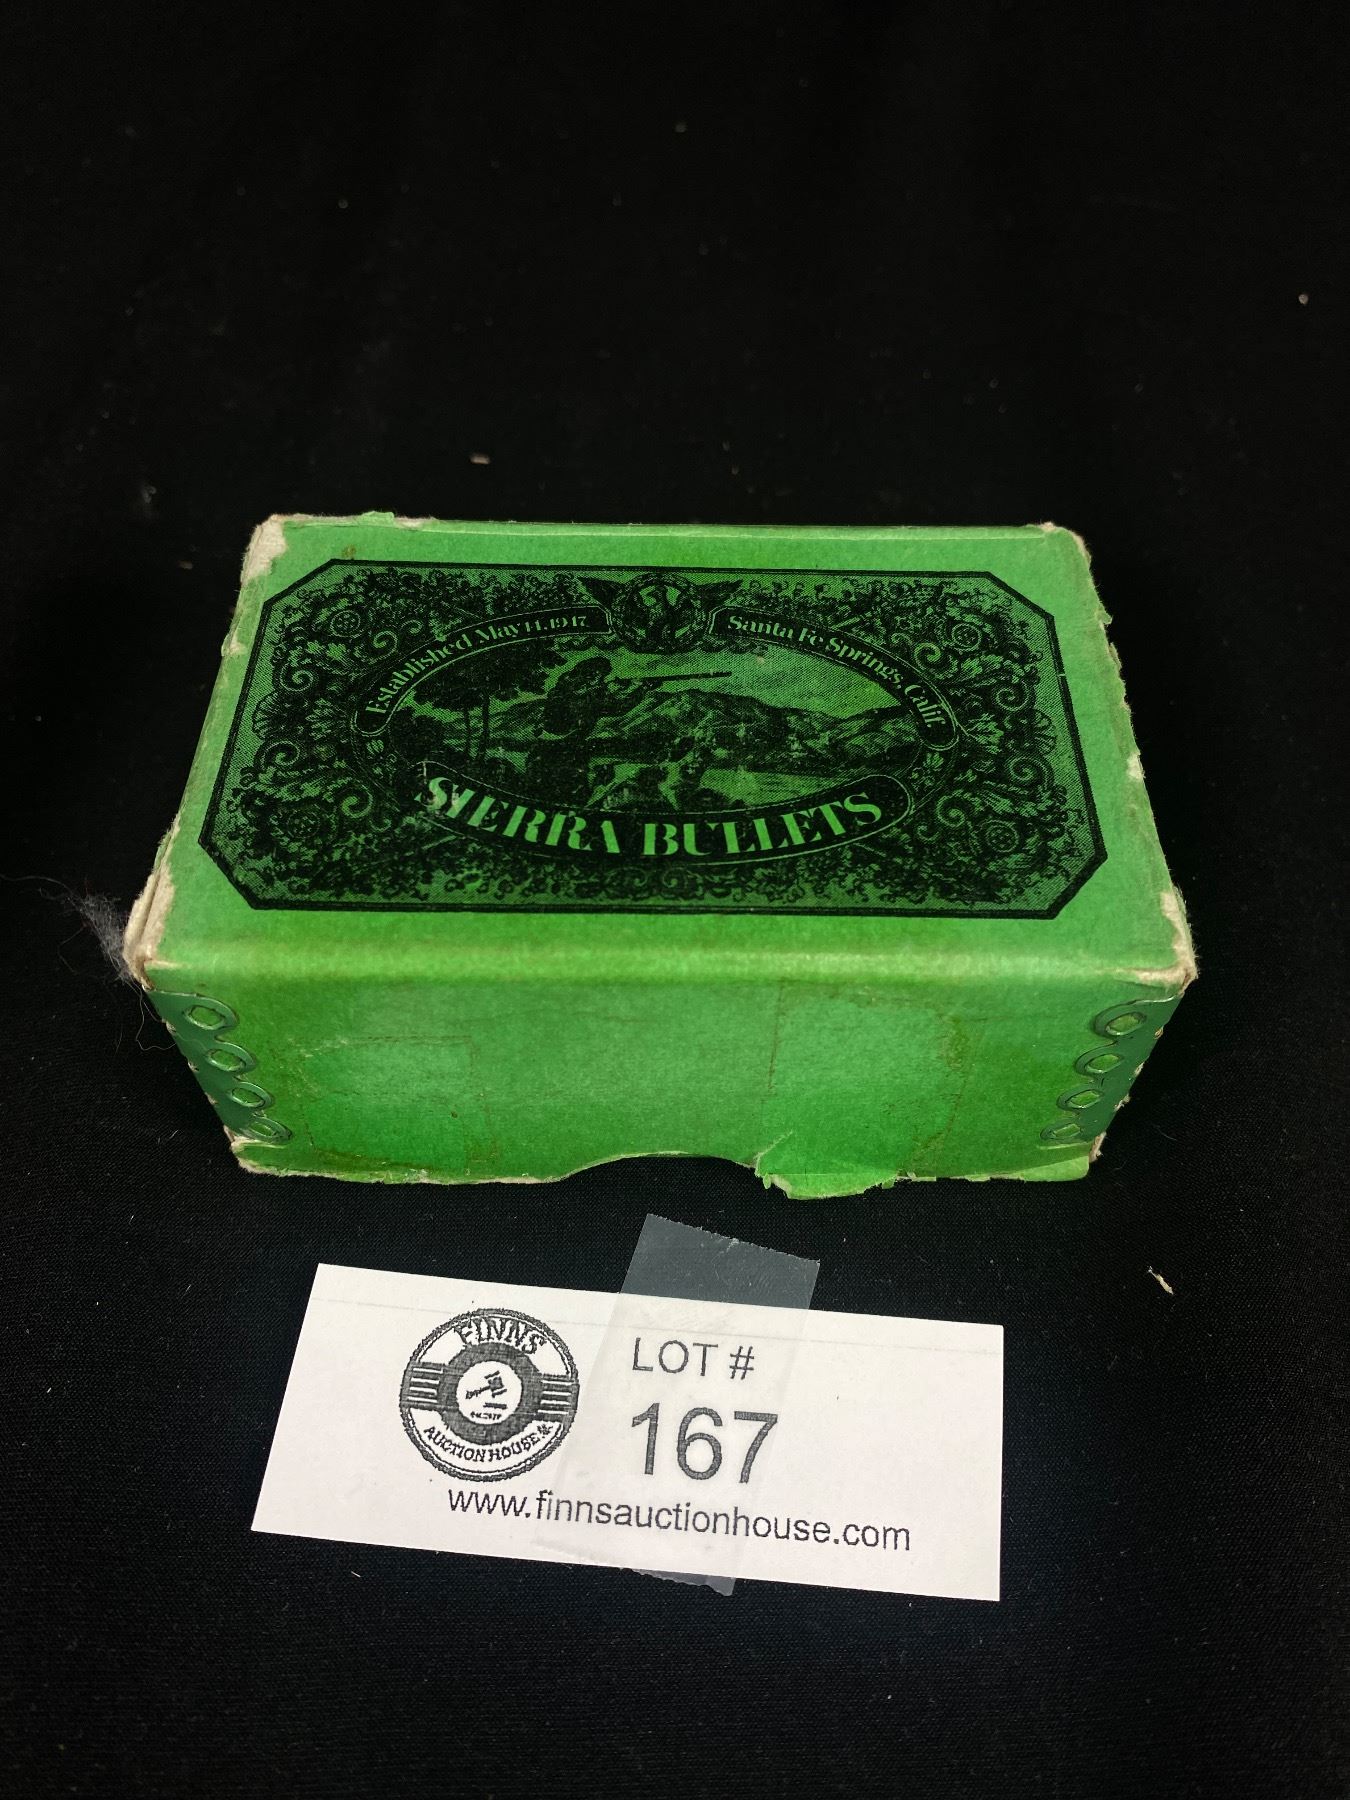 Established May 14, 1947
Santa Fe Springs, Calif
SIERRA BULLETS
FINNS
AUCTION HOUSE
LOT #
167
www.finnsauctionhouse.com